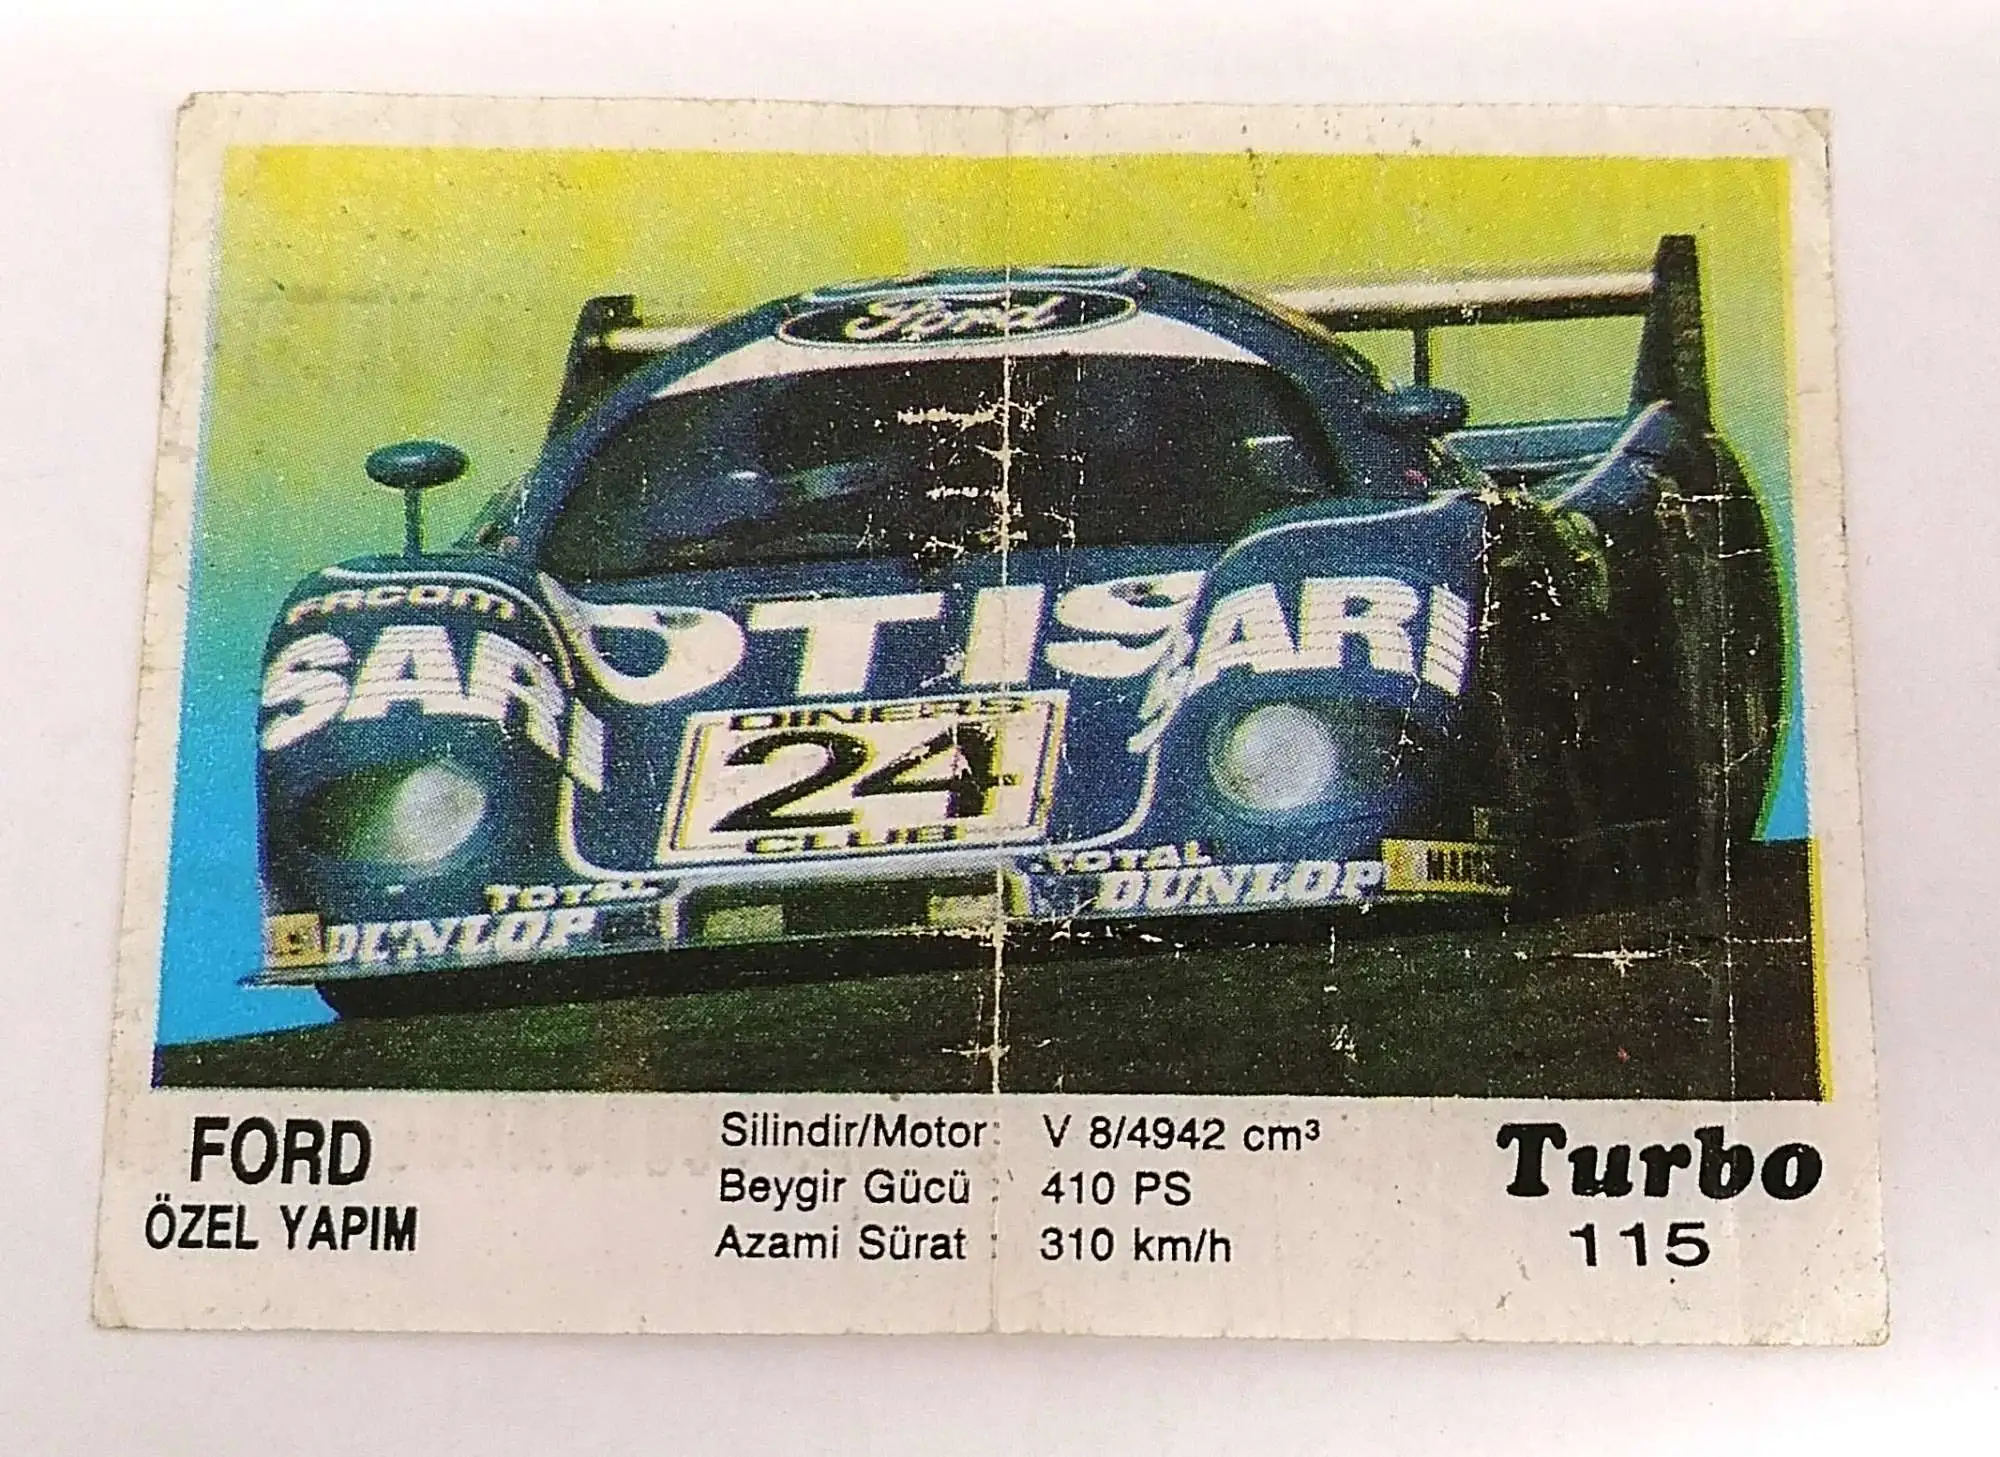 Ford
FACOM
SARI OTIS SARI
DINERS
24
CLUB
TOTAL
DUNLOP
TOTAL
DUNLOP
FORD
ÖZEL YAPIM
Silindir/Motor: V 8/4942 cm³
Beygir Gücü : 410 PS
Azami Sürat : 310 km/h
Turbo
115